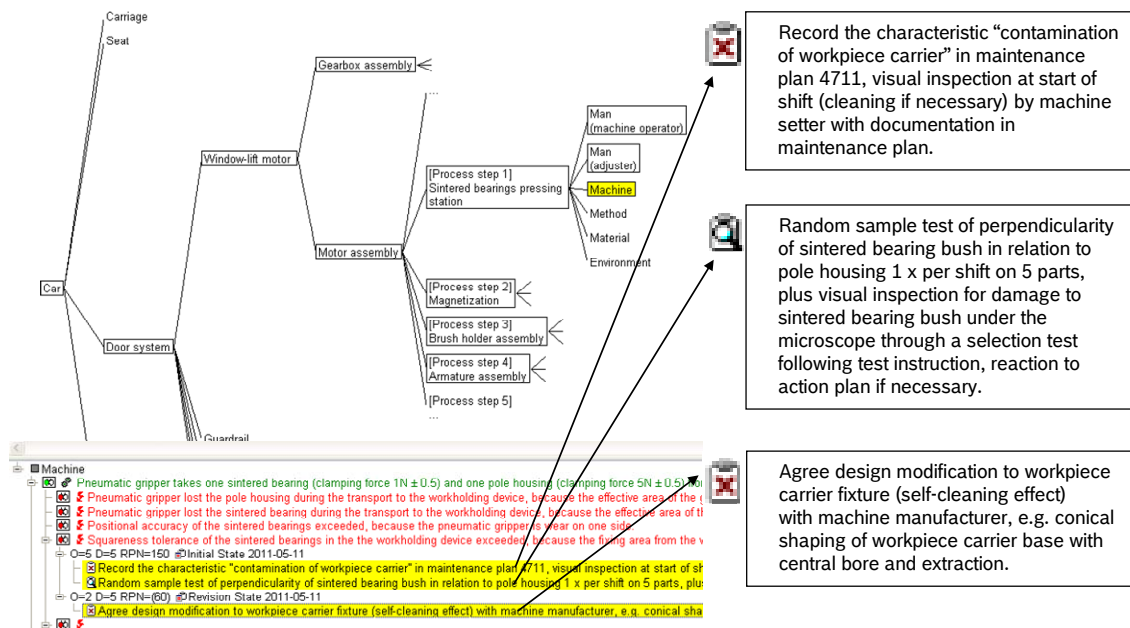 Carriage
Seat
Gearbox assembly
...
Man
(machine operator)
Man
(adjuster)
Window-lift motor
[Process step 1]
Sintered bearings pressing
station
Machine
Method
Material
Environment
Motor assembly
Car
[Process step 2]
Magnetization
[Process step 3]
Brush holder assembly
Door system
[Process step 4]
Armature assembly
[Process step 5]
...
Guardrail
Record the characteristic “contamination
of workpiece carrier” in maintenance
plan 4711, visual inspection at start of
shift (cleaning if necessary) by machine
setter with documentation in
maintenance plan.
Random sample test of perpendicularity
of sintered bearing bush in relation to
pole housing 1 x per shift on 5 parts,
plus visual inspection for damage to
sintered bearing bush under the
microscope through a selection test
following test instruction, reaction to
action plan if necessary.
Agree design modification to workpiece
carrier fixture (self-cleaning effect)
with machine manufacturer, e.g. conical
shaping of workpiece carrier base with
central bore and extraction.
Machine
Pneumatic gripper takes one sintered bearing (clamping force 1N ± 0.5) and one pole housing (clamping force 5N ± 0.5)
Pneumatic gripper lost the pole housing during the transport to the workholding device, because the effective area of the
Pneumatic gripper lost the sintered bearing during the transport to the workholding device, because the effective area of
Positional accuracy of the sintered bearings exceeded, because the pneumatic gripper is wear on one side
Squareness tolerance of the sintered bearings in the the workholding device exceeded, because the fixing area from the
O=5 D=5 RPN=150 Initial State 2011-05-11
Record the characteristic "contamination of workpiece carrier" in maintenance plan 4711, visual inspection at start of
Random sample test of perpendicularity of sintered bearing bush in relation to pole housing 1 x per shift on 5 parts,
O=2 D=5 RPN=(60) Revision State 2011-05-11
Agree design modification to workpiece carrier fixture (self-cleaning effect) with machine manufacturer, e.g. conical